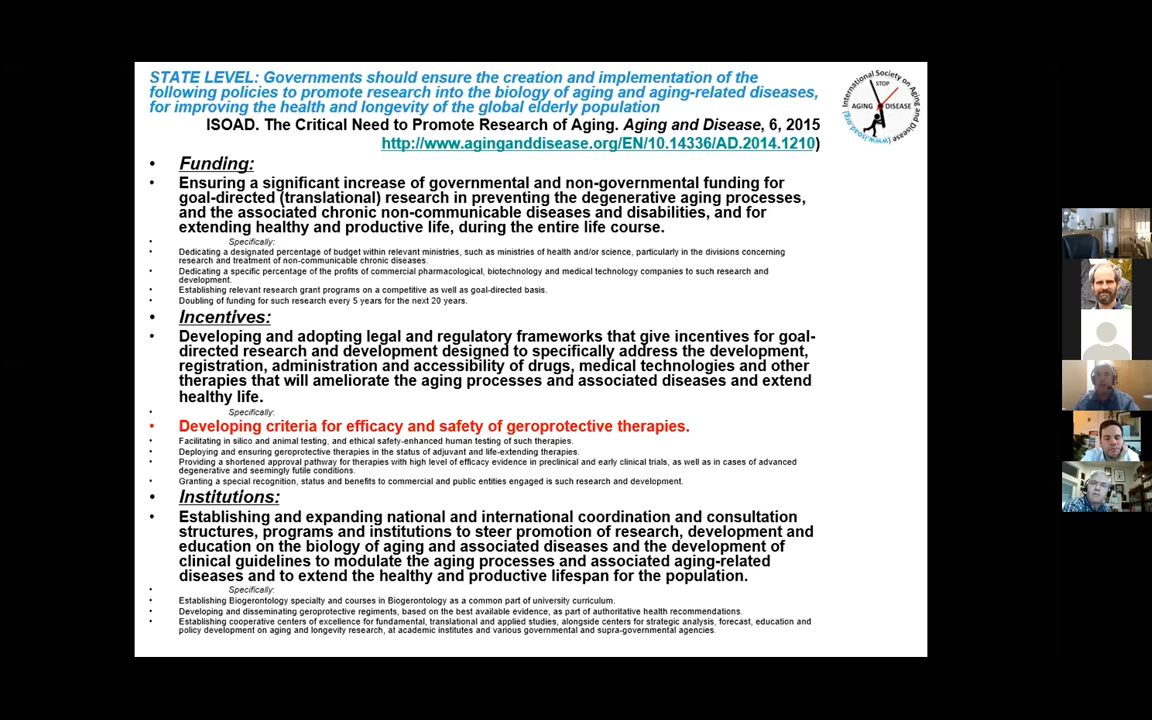 STATE LEVEL: Governments should ensure the creation and implementation of the
following policies to promote research into the biology of aging and aging-related diseases,
for improving the health and longevity of the global elderly population
ISOAD. The Critical Need to Promote Research of Aging. Aging and Disease, 6, 2015
http://www.aginganddisease.org/EN/10.14336/AD.2014.1210)
International Society on Aging and Disease
STOP
AGING DISEASE
(www.isoad.org)
• Funding:
• Ensuring a significant increase of governmental and non-governmental funding for
goal-directed (translational) research in preventing the degenerative aging processes,
and the associated chronic non-communicable diseases and disabilities, and for
extending healthy and productive life, during the entire life course.
• Specifically:
• Dedicating a designated percentage of budget within relevant ministries, such as ministries of health and/or science, particularly in the divisions concerning
research and treatment of non-communicable chronic diseases.
• Dedicating a specific percentage of the profits of commercial pharmacological, biotechnology and medical technology companies to such research and
development.
• Establishing relevant research grant programs on a competitive as well as goal-directed basis.
• Doubling of funding for such research every 5 years for the next 20 years.
• Incentives:
• Developing and adopting legal and regulatory frameworks that give incentives for goal-
directed research and development designed to specifically address the development,
registration, administration and accessibility of drugs, medical technologies and other
therapies that will ameliorate the aging processes and associated diseases and extend
healthy life.
• Specifically:
• Developing criteria for efficacy and safety of geroprotective therapies.
• Facilitating in silico and animal testing, and ethical safety-enhanced human testing of such therapies.
• Deploying and ensuring geroprotective therapies in the status of adjuvant and life-extending therapies.
• Providing a shortened approval pathway for therapies with high level of efficacy evidence in preclinical and early clinical trials, as well as in cases of advanced
degenerative and seemingly futile conditions.
• Granting a special recognition, status and benefits to commercial and public entities engaged is such research and development.
• Institutions:
• Establishing and expanding national and international coordination and consultation
structures, programs and institutions to steer promotion of research, development and
education on the biology of aging and associated diseases and the development of
clinical guidelines to modulate the aging processes and associated aging-related
diseases and to extend the healthy and productive lifespan for the population.
• Specifically:
• Establishing Biogerontology specialty and courses in Biogerontology as a common part of university curriculum.
• Developing and disseminating geroprotective regiments, based on the best available evidence, as part of authoritative health recommendations.
• Establishing cooperative centers of excellence for fundamental, translational and applied studies, alongside centers for strategic analysis, forecast, education and
policy development on aging and longevity research, at academic institutes and various governmental and supra-governmental agencies.